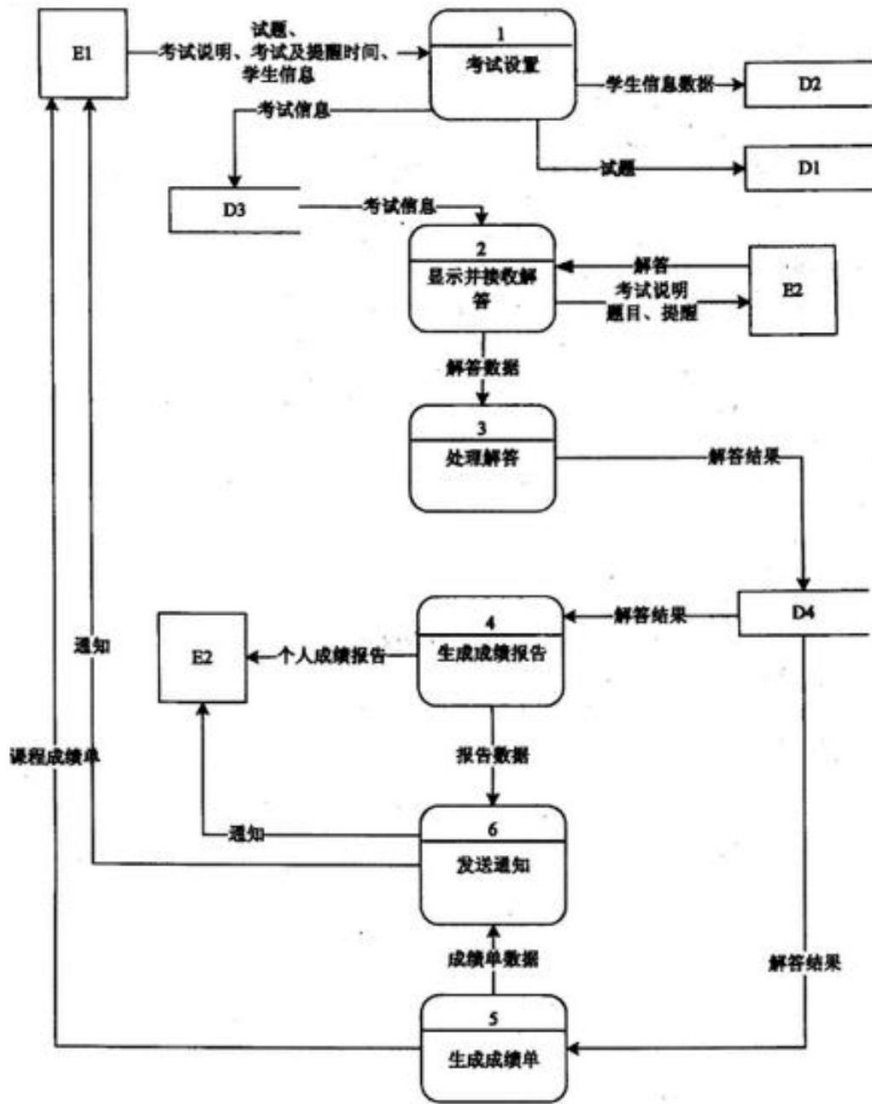 试题、
E1
考试说明、考试及提醒时间、
学生信息
1
考试设置
学生信息数据
D2
考试信息
试题
D1
D3
考试信息
2
显示并接收解
答
解答
考试说明
题目、提醒
E2
解答数据
3
处理解答
解答结果
4
生成成绩报告
解答结果
D4
通知
E2
个人成绩报告
课程成绩单
报告数据
通知
6
发送通知
成绩单数据
解答结果
5
生成成绩单